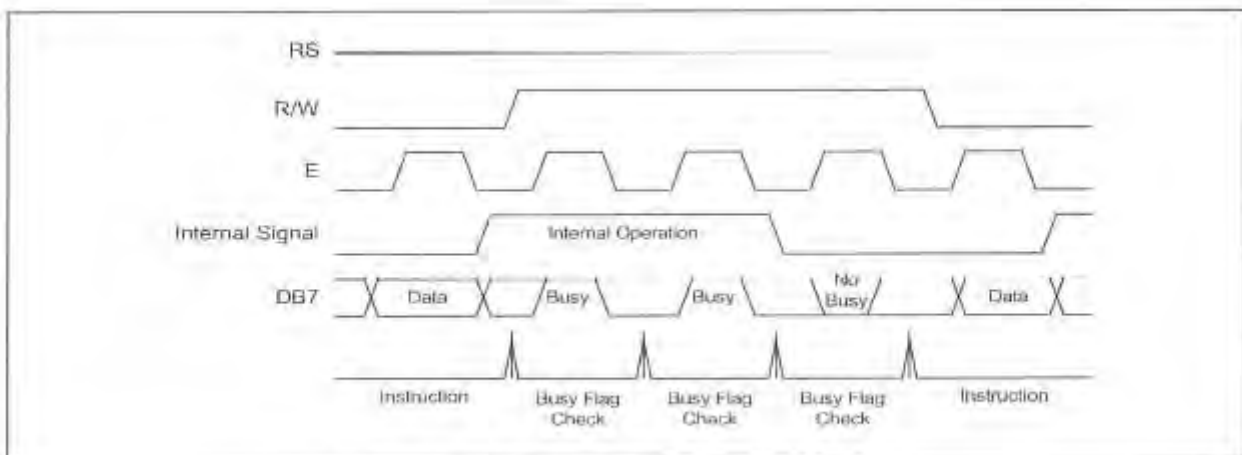 RS
R/W
E
Internal Signal
Internal Operation
DB7
Data
Busy
Busy
No
Busy
Data
Instruction
Busy Flag
Check
Busy Flag
Check
Busy Flag
Check
Instruction